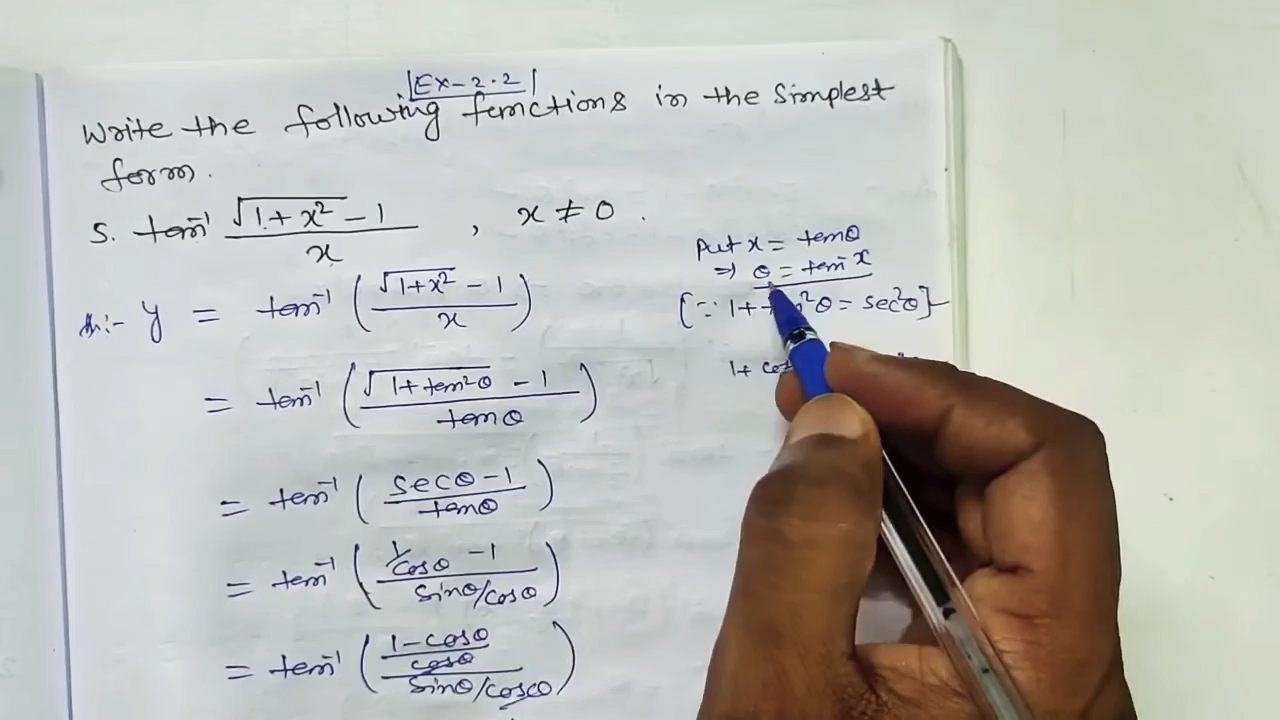 |Ex-2.2|
Write the following functions in the simplest
form.
5. tan⁻¹ (√(1+x²) - 1)/x , x ≠ 0.
y = tan⁻¹ ((√(1+x²) - 1)/x)
Put x = tanθ
⇒ θ = tan⁻¹x
[∵ 1+tan²θ = sec²θ]
= tan⁻¹ ((√(1+tan²θ) - 1)/tanθ)
1+
= tan⁻¹ ((secθ-1)/tanθ)
= tan⁻¹ ((1/cosθ - 1)/(sinθ/cosθ))
= tan⁻¹ (((1-cosθ)/cosθ)/(sinθ/cosθ))